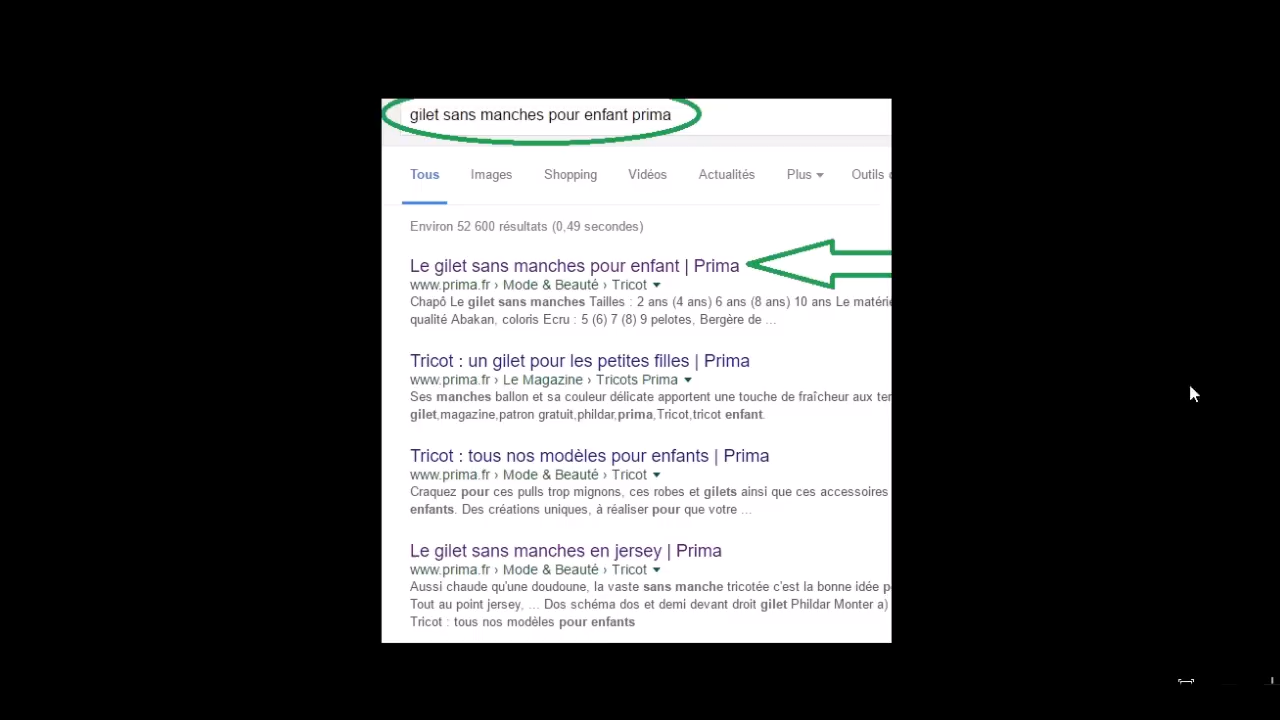 gilet sans manches pour enfant prima
Tous Images Shopping Vidéos Actualités Plus Outils
Environ 52 600 résultats (0,49 secondes)
Le gilet sans manches pour enfant | Prima
www.prima.fr › Mode & Beauté › Tricot
Chapô Le gilet sans manches Tailles : 2 ans (4 ans) 6 ans (8 ans) 10 ans Le
qualité Abakan, coloris Ecru : 5 (6) 7 (8) 9 pelotes, Bergère de ...
Tricot : un gilet pour les petites filles | Prima
www.prima.fr › Le Magazine › Tricots Prima
Ses manches ballon et sa couleur délicate apportent une touche de fraîcheur aux
gilet,magazine,patron gratuit,phildar,prima,Tricot,tricot enfant.
Tricot : tous nos modèles pour enfants | Prima
www.prima.fr › Mode & Beauté › Tricot
Craquez pour ces pulls trop mignons, ces robes et gilets ainsi que ces accessoires
enfants. Des créations uniques, à réaliser pour que votre ...
Le gilet sans manches en jersey | Prima
www.prima.fr › Mode & Beauté › Tricot
Aussi chaude qu'une doudoune, la vaste sans manche tricotée c'est la bonne idée
Tout au point jersey, ... Dos schéma dos et demi devant droit gilet Phildar Monter a)
Tricot : tous nos modèles pour enfants